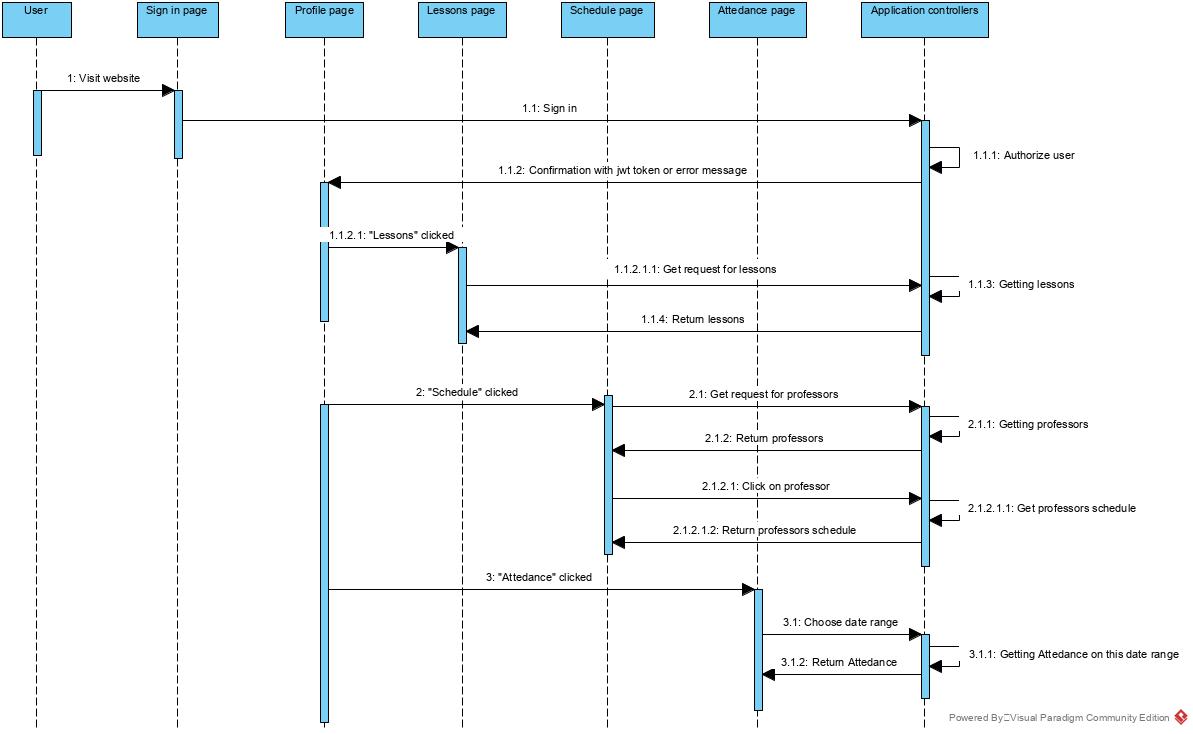 User
Sign in page
Profile page
Lessons page
Schedule page
Attedance page
Application controllers
1: Visit website
1.1: Sign in
1.1.1: Authorize user
1.1.2: Confirmation with jwt token or error message
1.1.2.1: "Lessons" clicked
1.1.2.1.1: Get request for lessons
1.1.3: Getting lessons
1.1.4: Return lessons
2: "Schedule" clicked
2.1: Get request for professors
2.1.1: Getting professors
2.1.2: Return professors
2.1.2.1: Click on professor
2.1.2.1.1: Get professors schedule
2.1.2.1.2: Return professors schedule
3: "Attedance" clicked
3.1: Choose date range
3.1.1: Getting Attedance on this date range
3.1.2: Return Attedance
Powered By Visual Paradigm Community Edition